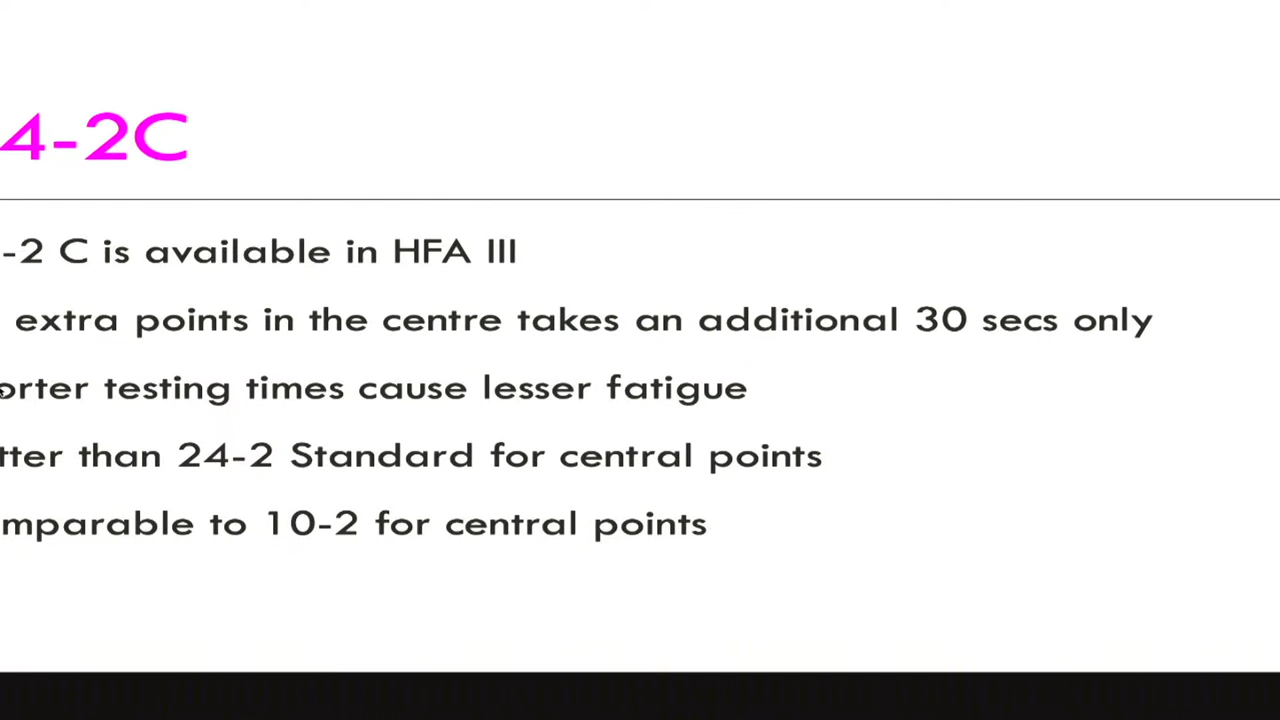 4-2C
-2 C is available in HFA III
extra points in the centre takes an additional 30 secs only
orter testing times cause lesser fatigue
tter than 24-2 Standard for central points
mparable to 10-2 for central points